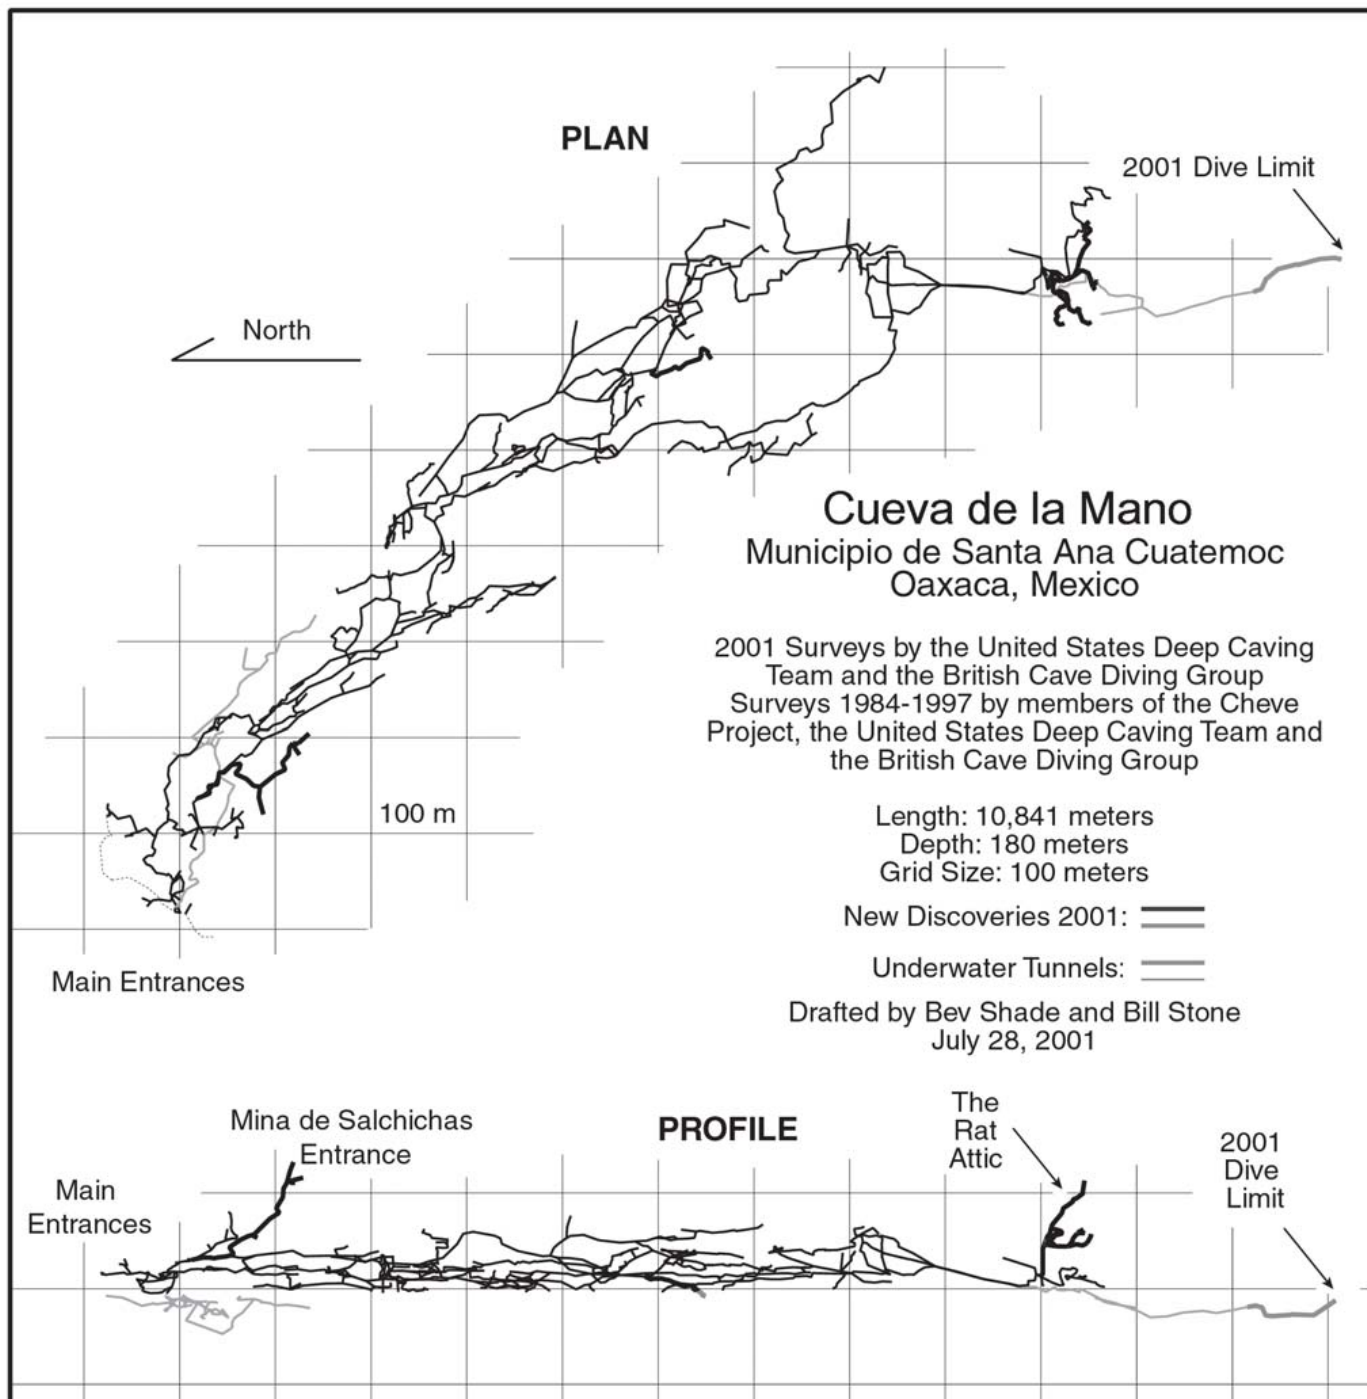 PLAN
2001 Dive Limit
North
Cueva de la Mano
Municipio de Santa Ana Cuatemoc
Oaxaca, Mexico
2001 Surveys by the United States Deep Caving
Team and the British Cave Diving Group
Surveys 1984-1997 by members of the Cheve
Project, the United States Deep Caving Team and
the British Cave Diving Group
100 m
Length: 10,841 meters
Depth: 180 meters
Grid Size: 100 meters
New Discoveries 2001:
Underwater Tunnels:
Main Entrances
Drafted by Bev Shade and Bill Stone
July 28, 2001
Mina de Salchichas
Entrance
PROFILE
The
Rat
Attic
2001
Dive
Limit
Main
Entrances